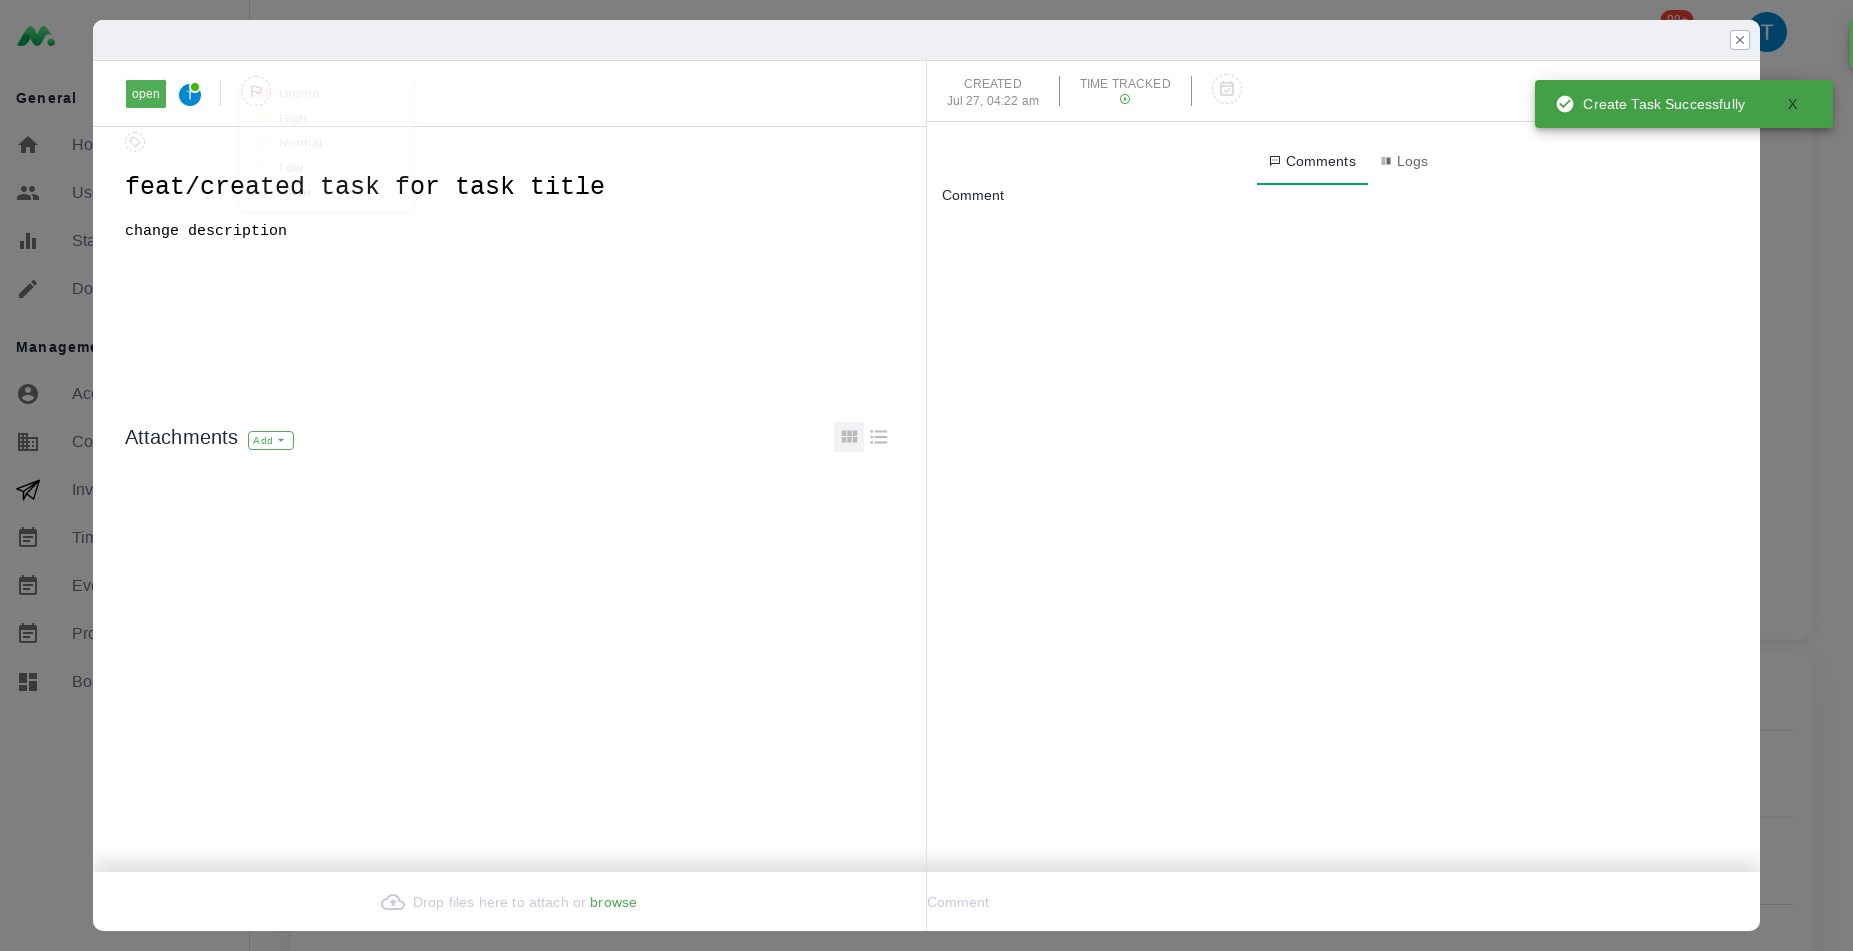 99+
T
General
Ho
Us
Sta
Do
Manageme
Acc
Co
Inv
Tim
Eve
Pro
Bo
open
T
Urgent
High
Normal
Low
feat/created task for task title
change description
Attachments
Add
Drop files here to attach or browse
CREATED
Jul 27, 04:22 am
TIME TRACKED
Create Task Successfully X
Comments
Logs
Comment
Comment